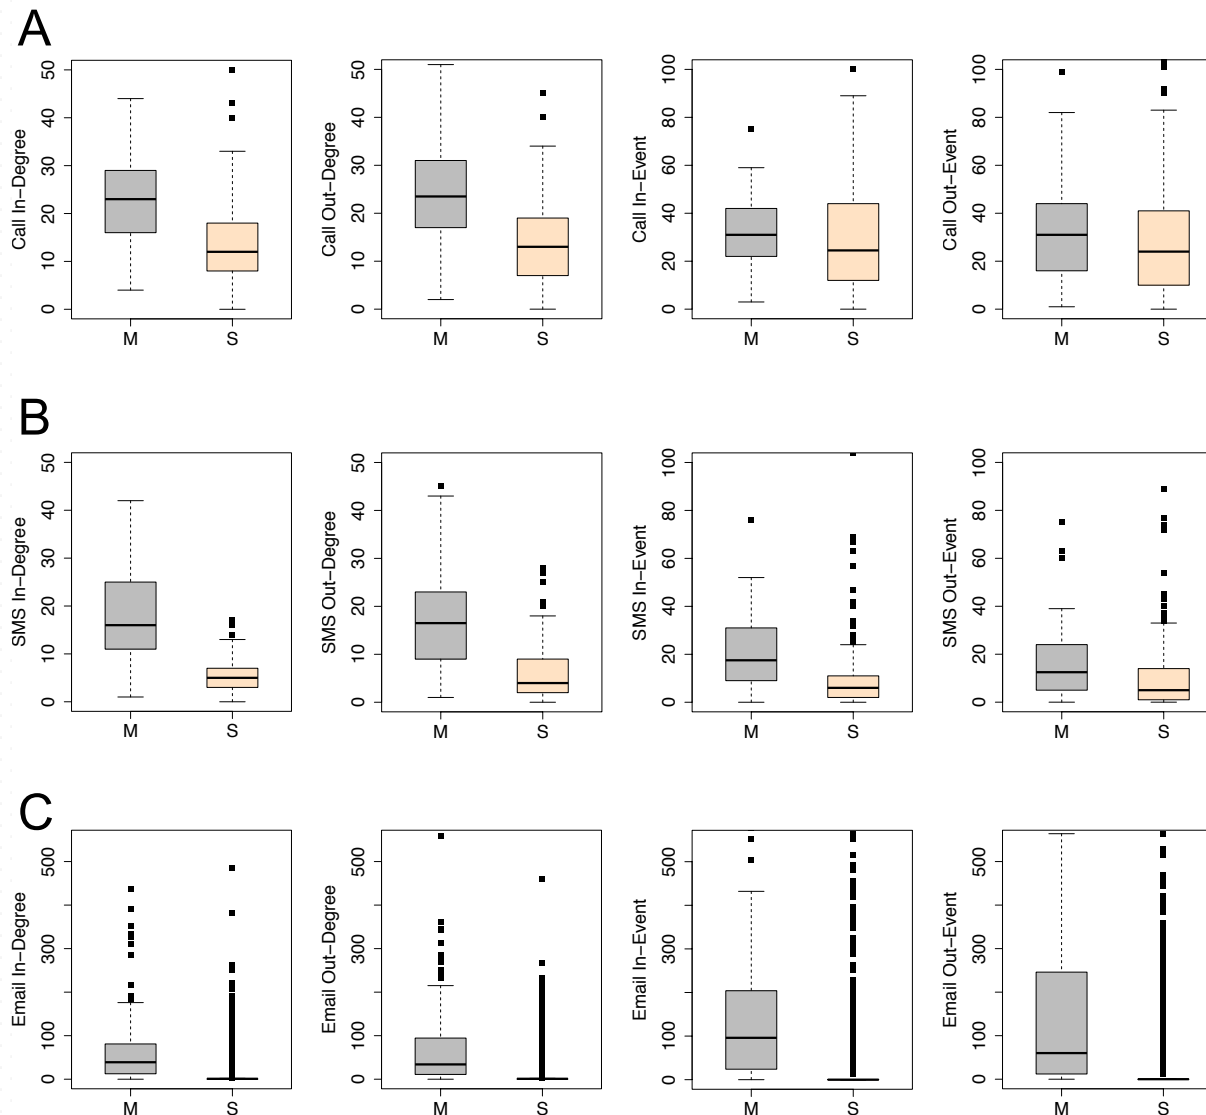 A
Call In−Degree
0 10 20 30 40 50
M S
Call Out−Degree
0 10 20 30 40 50
M S
Call In−Event
0 20 40 60 80 100
M S
Call Out−Event
0 20 40 60 80 100
M S
B
SMS In−Degree
0 10 20 30 40 50
M S
SMS Out−Degree
0 10 20 30 40 50
M S
SMS In−Event
0 20 40 60 80 100
M S
SMS Out−Event
0 20 40 60 80 100
M S
C
Email In−Degree
0 100 300 500
M S
Email Out−Degree
0 100 300 500
M S
Email In−Event
0 100 300 500
M S
Email Out−Event
0 100 300 500
M S